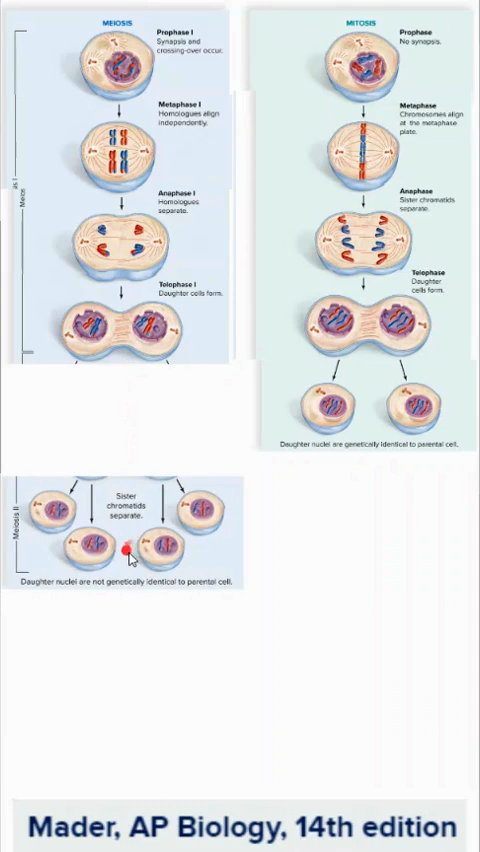 MEIOSIS
Prophase I
Synapsis and
crossing-over occur.
Metaphase I
Homologues align
independently.
Anaphase I
Homologues
separate.
Telophase I
Daughter cells form.
Meios
is I
MITOSIS
Prophase
No synapsis.
Metaphase
Chromosomes align
at the metaphase
plate.
Anaphase
Sister chromatids
separate.
Telophase
Daughter
cells form.
Daughter nuclei are genetically identical to parental cell.
Meiosis II
Sister
chromatids
separate.
Daughter nuclei are not genetically identical to parental cell.
Mader, AP Biology, 14th edition